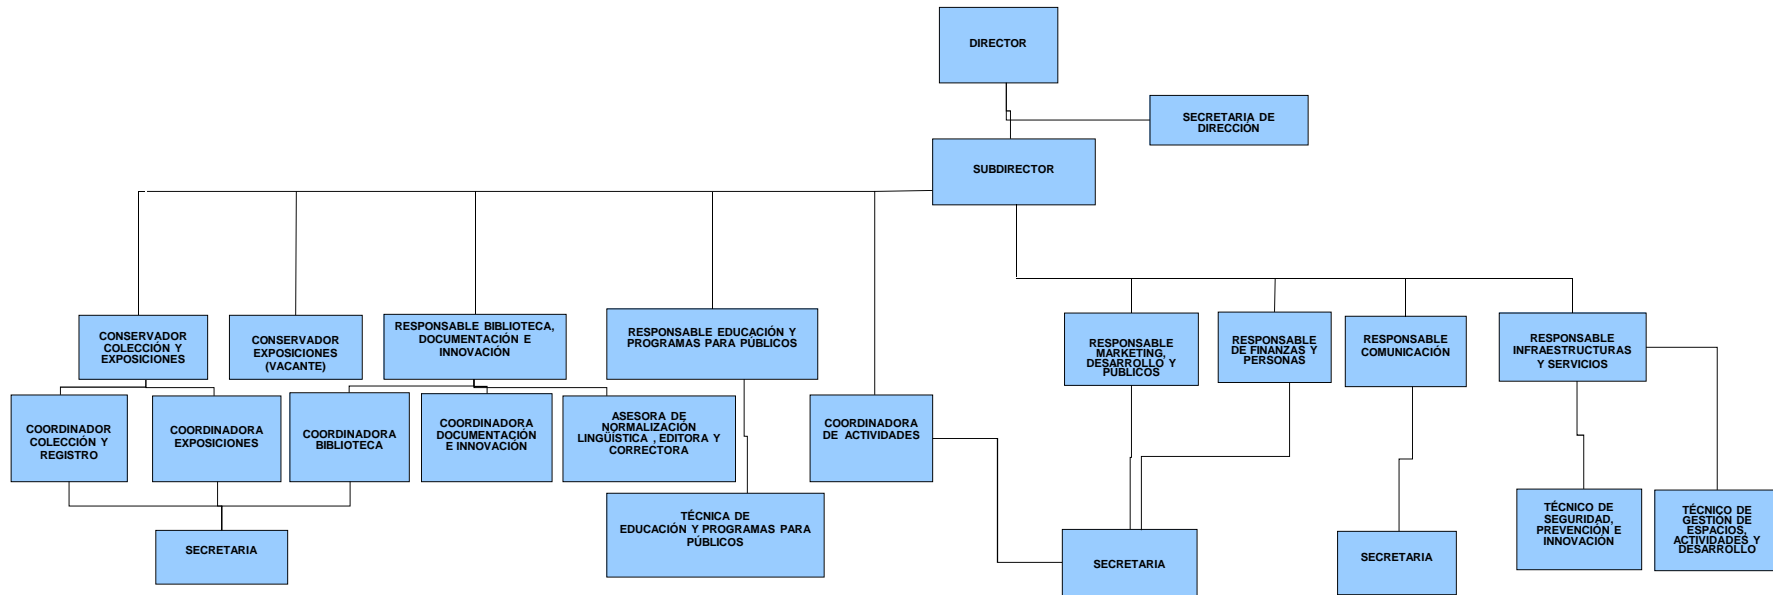 DIRECTOR
SECRETARIA DE
DIRECCIÓN
SUBDIRECTOR
CONSERVADOR
COLECCIÓN Y
EXPOSICIONES
CONSERVADOR
EXPOSICIONES
(VACANTE)
RESPONSABLE BIBLIOTECA,
DOCUMENTACIÓN E
INNOVACIÓN
RESPONSABLE EDUCACIÓN Y
PROGRAMAS PARA PÚBLICOS
RESPONSABLE
MARKETING,
DESARROLLO Y
PÚBLICOS
RESPONSABLE
DE FINANZAS Y
PERSONAS
RESPONSABLE
COMUNICACIÓN
RESPONSABLE
INFRAESTRUCTURAS
Y SERVICIOS
COORDINADOR
COLECCIÓN Y
REGISTRO
COORDINADORA
EXPOSICIONES
COORDINADORA
BIBLIOTECA
COORDINADORA
DOCUMENTACIÓN
E INNOVACIÓN
ASESORA DE
NORMALIZACIÓN
LINGÜÍSTICA , EDITORA Y
CORRECTORA
COORDINADORA
DE ACTIVIDADES
SECRETARIA
TÉCNICA DE
EDUCACIÓN Y PROGRAMAS PARA
PÚBLICOS
SECRETARIA
SECRETARIA
TÉCNICO DE
SEGURIDAD,
PREVENCIÓN E
INNOVACIÓN
TÉCNICO DE
GESTIÓN DE
ESPACIOS,
ACTIVIDADES Y
DESARROLLO